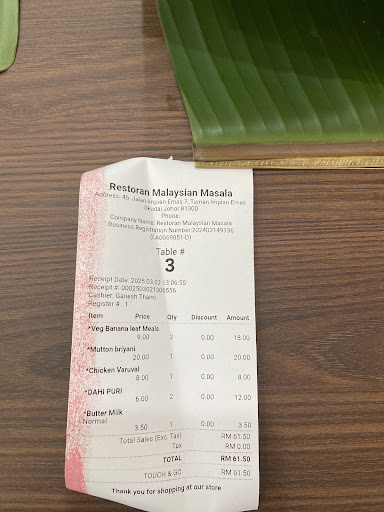 Restoran Malaysian Masala
Address: 46, Jalan Impian Emas 7, Taman Impian Emas
Skudai Johor 81300
Phone:
Company Name: Restoran Malaysian Masala
Business Registration Number:202403149336
(LA0069051-D)
Table #
3
Receipt Date: 2025.03.02 13:06:55
Receipt #: 0002503021306556
Cashier: Ganesh Thami
Register #: 1
Item Price Qty Discount Amount
*Veg Banana leaf Meals
9.00 2 0.00 18.00
*Mutton briyani
20.00 1 0.00 20.00
*Chicken Varuval
8.00 1 0.00 8.00
*DAHI PURI
6.00 2 0.00 12.00
*Butter Milk
Normal
3.50 1 0.00 3.50
Total Sales (Exc. Tax) RM 61.50
Tax RM 0.00
TOTAL RM 61.50
TOUCH & GO RM 61.50
Thank you for shopping at our store